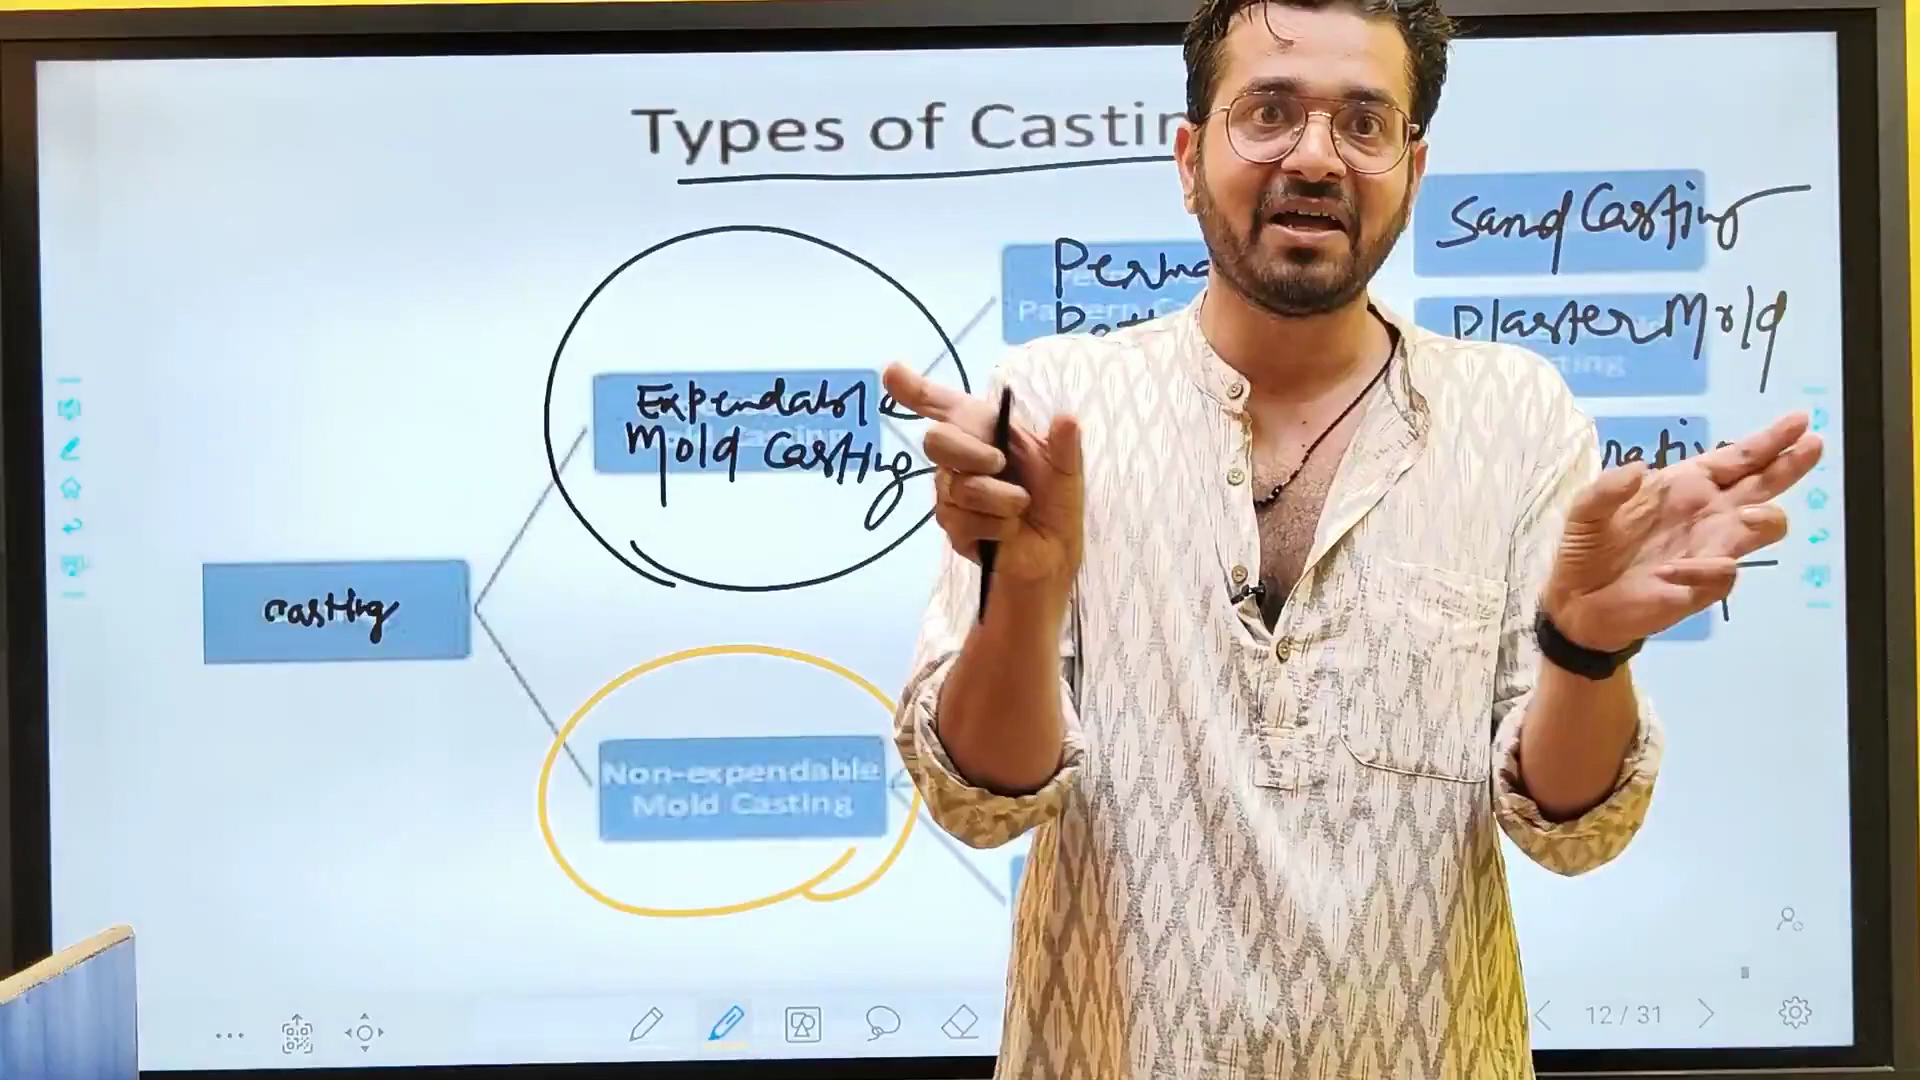 Types of Castin
Sand Casting
Perma
Plaster Mold
Expendable
Mold Casting
Casting
Non-expendable
Mold Casting
12 / 31